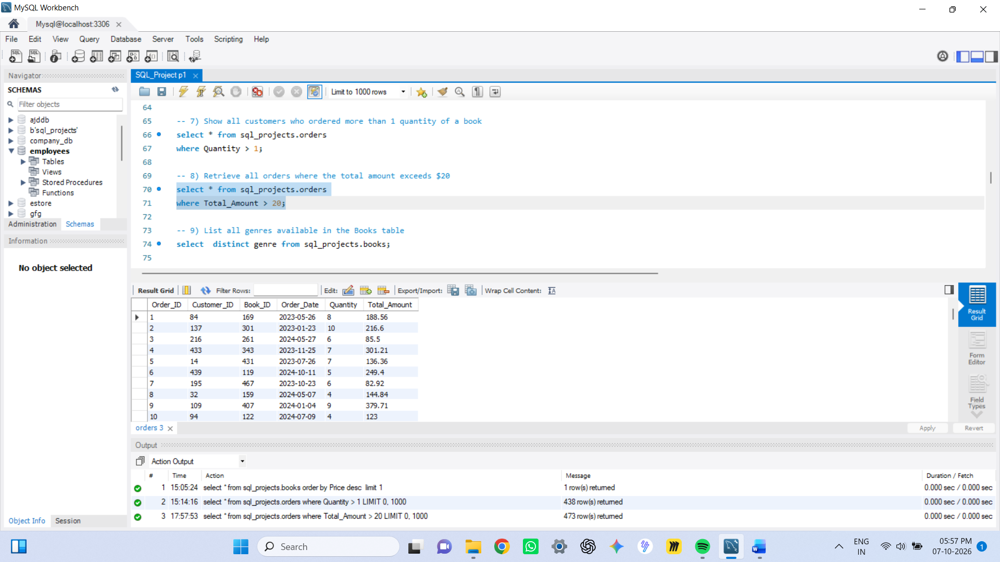 MySQL Workbench
Mysql@localhost:3306
File Edit View Query Database Server Tools Scripting Help
Navigator
SCHEMAS
Filter objects
ajddb
b'sql_projects'
company_db
employees
Tables
Views
Stored Procedures
Functions
estore
gfg
Administration Schemas
Information
No object selected
Object Info Session
SQL_Project p1
Limit to 1000 rows
64
65 -- 7) Show all customers who ordered more than 1 quantity of a book
66 select * from sql_projects.orders
67 where Quantity > 1;
68
69 -- 8) Retrieve all orders where the total amount exceeds $20
70 select * from sql_projects.orders
71 where Total_Amount > 20;
72
73 -- 9) List all genres available in the Books table
74 select  distinct genre from sql_projects.books;
75
Result Grid Filter Rows: Edit: Export/Import: Wrap Cell Content:
Order_ID Customer_ID Book_ID Order_Date Quantity Total_Amount
1 84 169 2023-05-26 8 188.56
2 137 301 2023-01-23 10 216.6
3 216 261 2024-05-27 6 85.5
4 433 343 2023-11-25 7 301.21
5 14 431 2023-07-26 7 136.36
6 439 119 2024-10-11 5 249.4
7 195 467 2023-10-23 6 82.92
8 32 159 2024-05-07 4 144.84
9 109 407 2024-01-04 9 379.71
10 94 122 2024-07-09 4 123
Result
Grid
Form
Editor
Field
Types
orders 3
Apply Revert
Output
Action Output
# Time Action Message Duration / Fetch
1 15:05:24 select * from sql_projects.books order by Price desc  limit 1 1 row(s) returned 0.000 sec / 0.000 sec
2 15:14:16 select * from sql_projects.orders where Quantity > 1 LIMIT 0, 1000 438 row(s) returned 0.000 sec / 0.000 sec
3 17:57:53 select * from sql_projects.orders where Total_Amount > 20 LIMIT 0, 1000 473 row(s) returned 0.000 sec / 0.000 sec
Search
ENG
IN
05:57 PM
07-10-2026
1